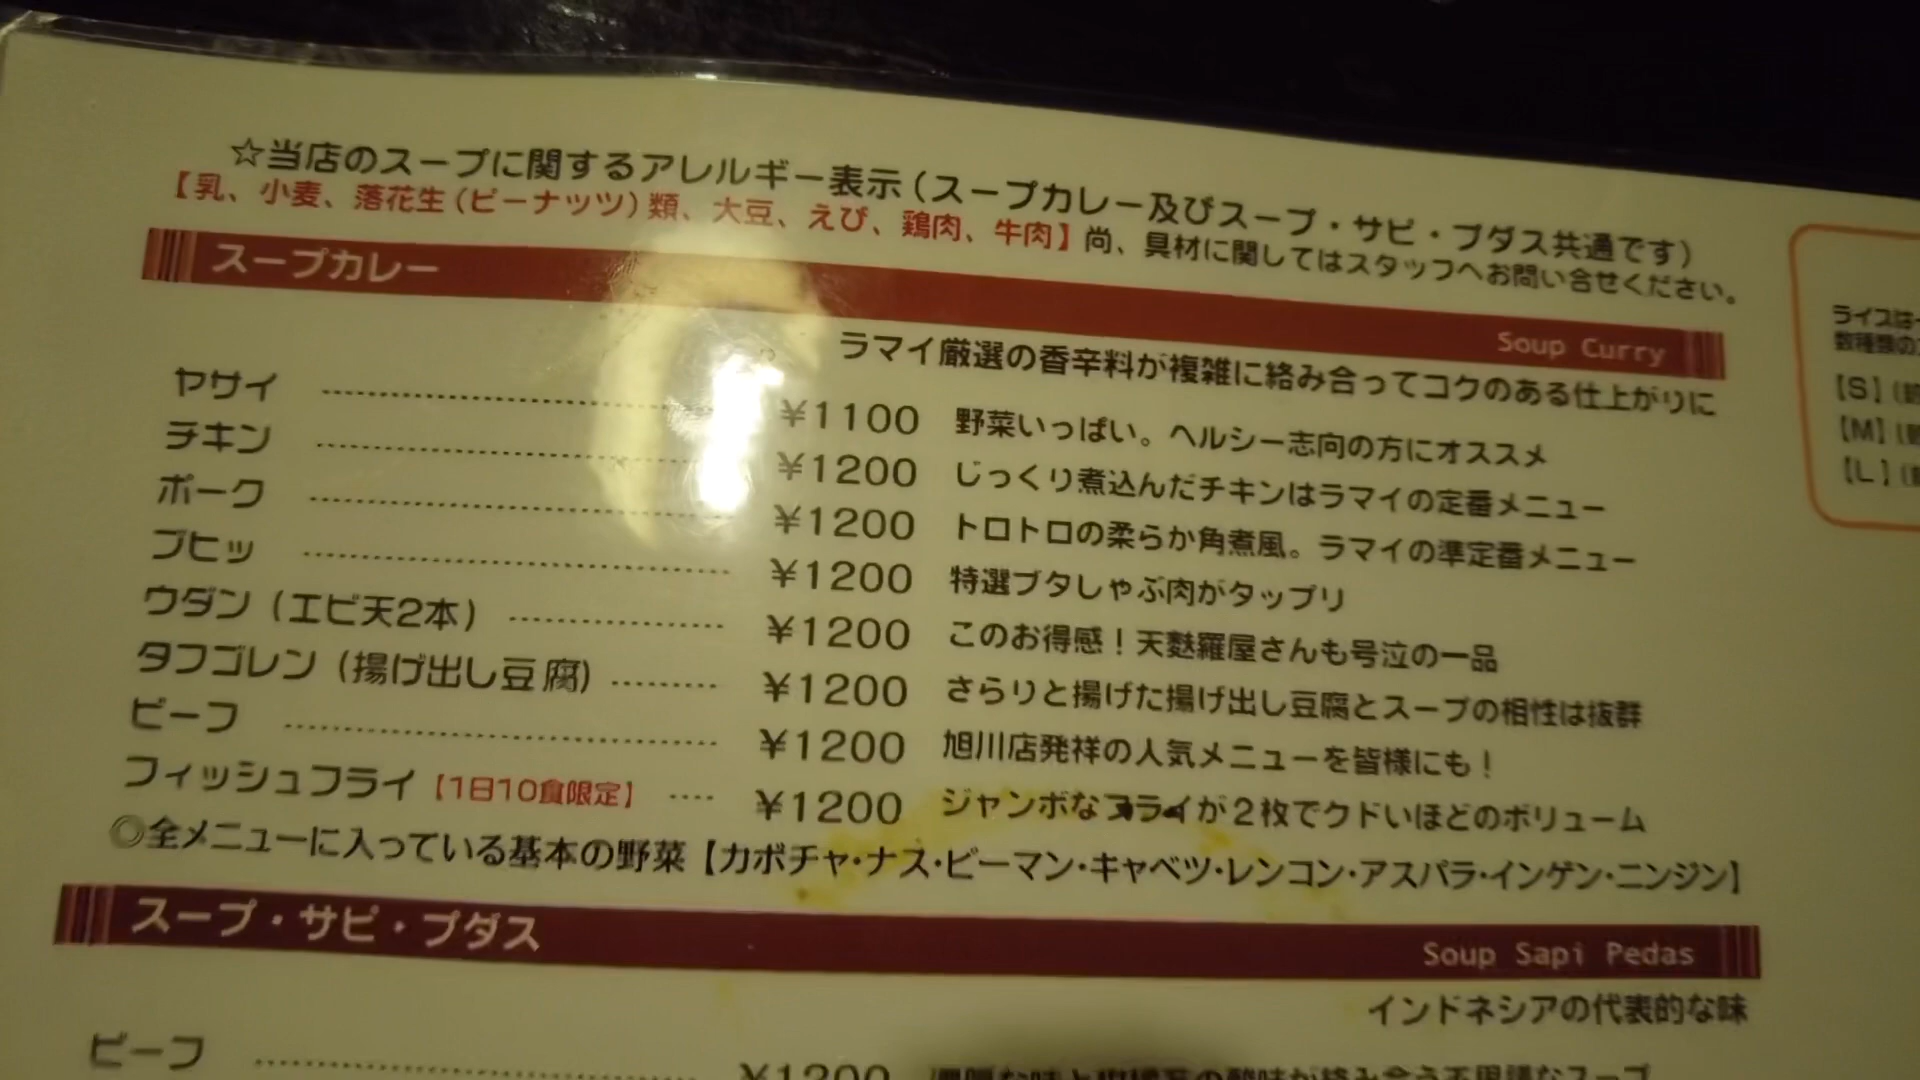 ☆当店のスープに関するアレルギー表示(スープカレー及びスープ・サピ・プダス共通です)
【乳、小麦、落花生(ピーナッツ)類、大豆、えび、鶏肉、牛肉】尚、具材に関してはスタッフへお問い合せください。
スープカレー Soup Curry
ラマイ厳選の香辛料が複雑に絡み合ってコクのある仕上がりに
ヤサイ ¥1100 野菜いっぱい。ヘルシー志向の方にオススメ
チキン ¥1200 じっくり煮込んだチキンはラマイの定番メニュー
ポーク ¥1200 トロトロの柔らか角煮風。ラマイの準定番メニュー
ブヒッ ¥1200 特選ブタしゃぶ肉がタップリ
ウダン(エビ天2本) ¥1200 このお得感!天麩羅屋さんも号泣の一品
タフゴレン(揚げ出し豆腐) ¥1200 さらりと揚げた揚げ出し豆腐とスープの相性は抜群
ビーフ ¥1200 旭川店発祥の人気メニューを皆様にも!
フィッシュフライ【1日10食限定】 ¥1200 ジャンボなフライが2枚でクドいほどのボリューム
◎全メニューに入っている基本の野菜【カボチャ・ナス・ピーマン・キャベツ・レンコン・アスパラ・インゲン・ニンジン】
スープ・サピ・プダス Soup Sapi Pedas
インドネシアの代表的な味
ビーフ ¥1200 の酸味が絡み合う不思議なスープ
ライスは
数種類の
【S】
【M】
【L】